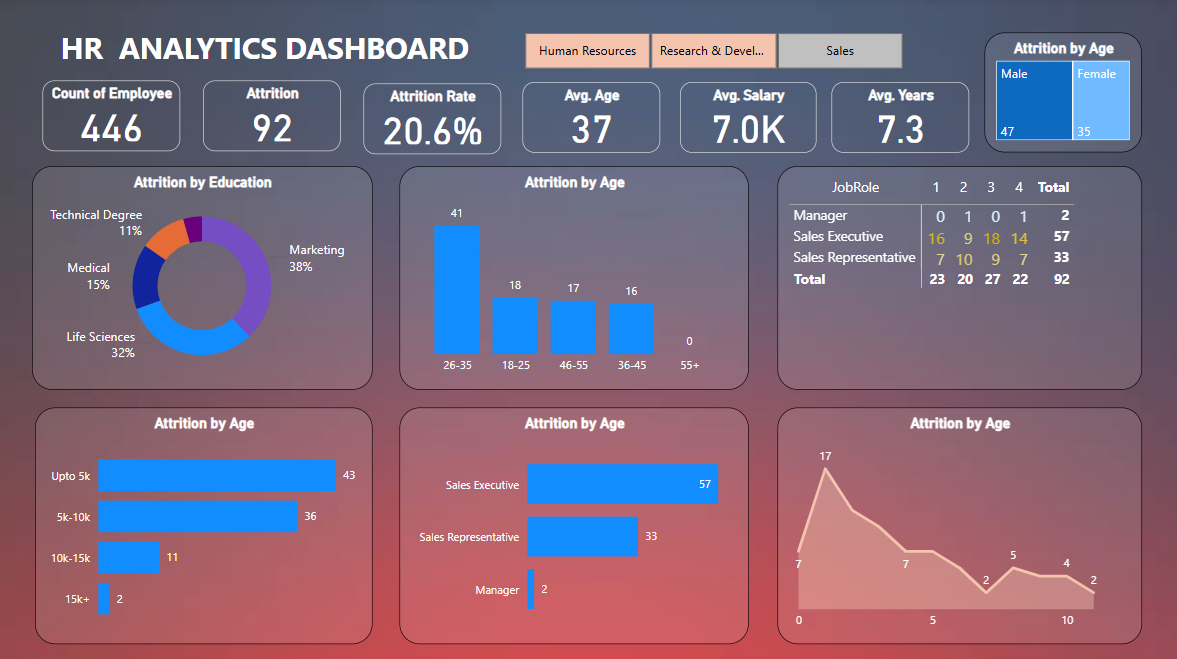 HR ANALYTICS DASHBOARD
Human Resources
Research & Devel...
Sales
Attrition by Age
Male
Female
47
35
Count of Employee
446
Attrition
92
Attrition Rate
20.6%
Avg. Age
37
Avg. Salary
7.0K
Avg. Years
7.3
Attrition by Education
Technical Degree
11%
Medical
15%
Life Sciences
32%
Marketing
38%
Attrition by Age
41
18
17
16
0
26-35
18-25
46-55
36-45
55+
JobRole 1 2 3 4 Total
Manager 0 1 0 1 2
Sales Executive 16 9 18 14 57
Sales Representative 7 10 9 7 33
Total 23 20 27 22 92
Attrition by Age
Upto 5k 43
5k-10k 36
10k-15k 11
15k+ 2
Attrition by Age
Sales Executive 57
Sales Representative 33
Manager 2
Attrition by Age
17
7
7
2
5
4
2
0
5
10